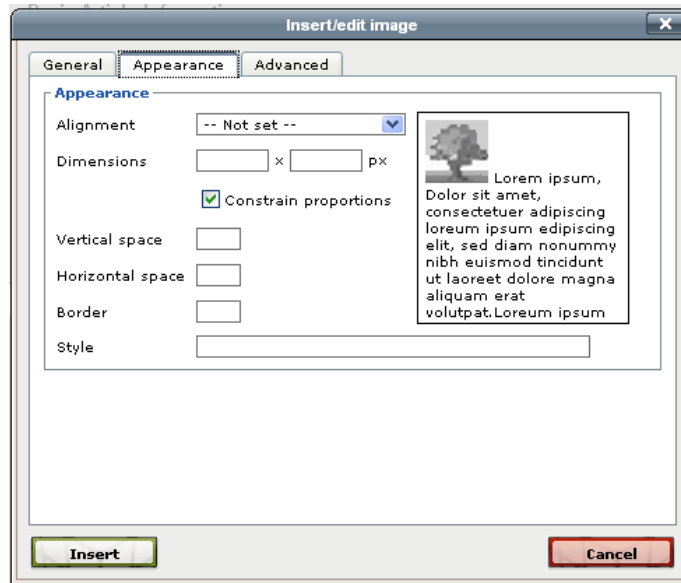 Insert/edit image
General Appearance Advanced
Appearance
Alignment -- Not set --
Dimensions x px
Constrain proportions
Vertical space
Horizontal space
Border
Style
Lorem ipsum,
Dolor sit amet,
consectetuer adipiscing
loreum ipsum edipiscing
elit, sed diam nonummy
nibh euismod tincidunt
ut laoreet dolore magna
aliquam erat
volutpat.Loreum ipsum
Insert Cancel